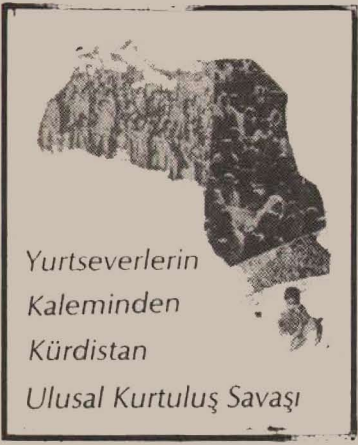 Yurtseverlerin
Kaleminden
Kürdistan
Ulusal Kurtuluş Savaşı